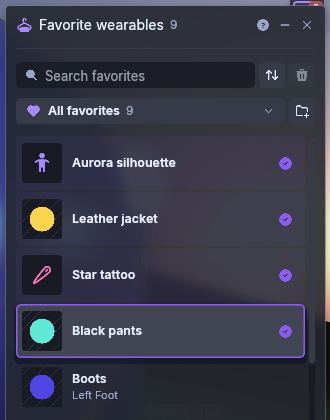 Favorite wearables 9
Search favorites
All favorites 9
Aurora silhouette
Leather jacket
Star tattoo
Black pants
Boots
Left Foot